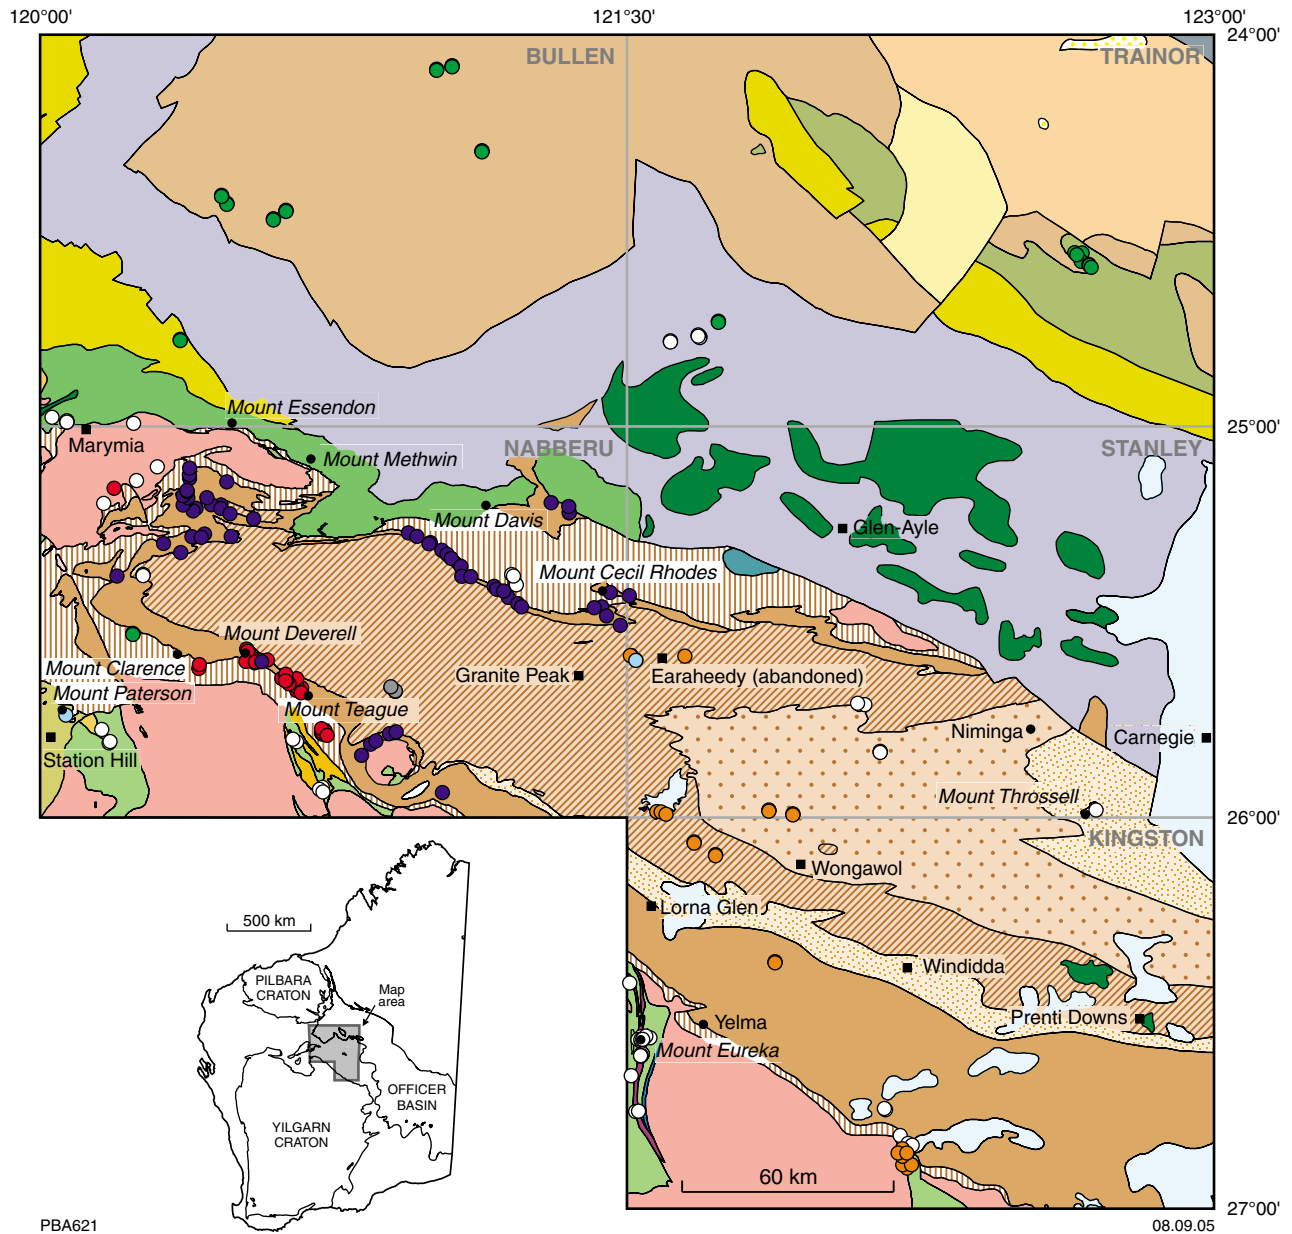 120°00'
121°30'
123°00'
24°00'
BULLEN
TRAINOR
Mount Essendon
25°00'
Marymia
Mount Methwin
NABBERU
STANLEY
Mount Davis
Glen-Ayle
Mount Cecil Rhodes
Mount Deverell
Mount Clarence
Granite Peak
Earaheedy (abandoned)
Mount Paterson
Mount Teague
Niminga
Carnegie
Station Hill
Mount Throssell
26°00'
KINGSTON
Wongawol
Lorna Glen
500 km
Windidda
PILBARA
CRATON
Map
area
Prenti Downs
Yelma
Mount Eureka
OFFICER
BASIN
YILGARN
CRATON
60 km
27°00'
PBA621
08.09.05